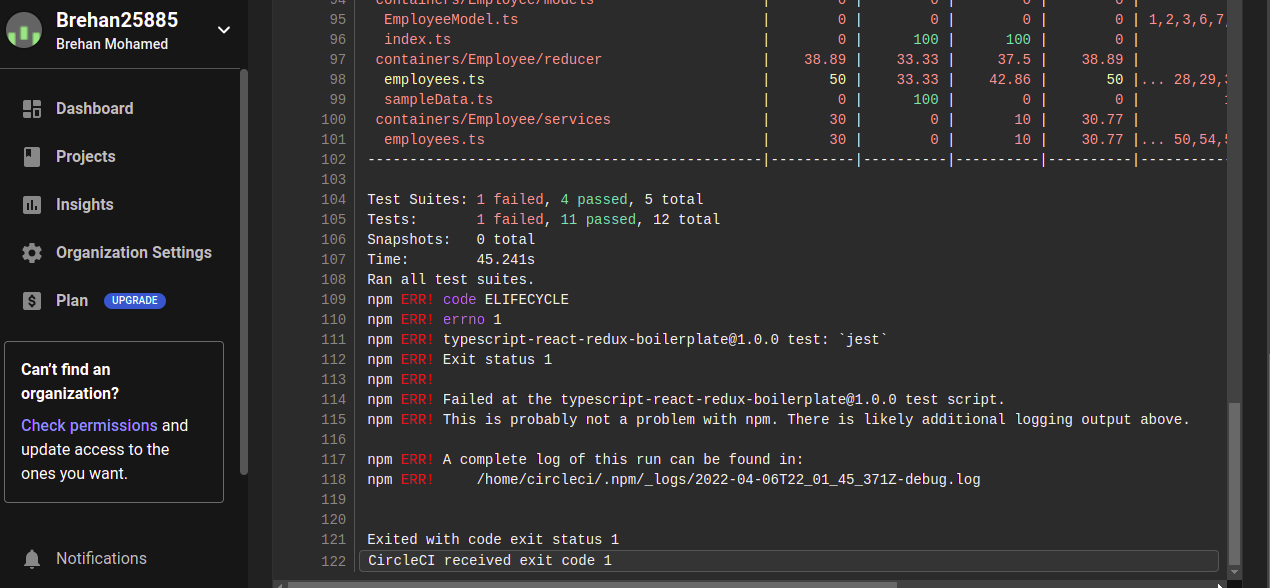 Brehan25885
Brehan Mohamed
Dashboard
Projects
Insights
Organization Settings
Plan UPGRADE
Can't find an
organization?
Check permissions and
update access to the
ones you want.
Notifications
94 containers/Employee/models | 0 | 0 | 0 | 0 |
95 EmployeeModel.ts | 0 | 0 | 0 | 0 | 1,2,3,6,7,
96 index.ts | 0 | 100 | 100 | 0 |
97 containers/Employee/reducer | 38.89 | 33.33 | 37.5 | 38.89 |
98 employees.ts | 50 | 33.33 | 42.86 | 50 |... 28,29,
99 sampleData.ts | 0 | 100 | 0 | 0 |
100 containers/Employee/services | 30 | 0 | 10 | 30.77 |
101 employees.ts | 30 | 0 | 10 | 30.77 |... 50,54,
102 -----------------------------------------------|----------|----------|----------|----------|----------
103
104 Test Suites: 1 failed, 4 passed, 5 total
105 Tests: 1 failed, 11 passed, 12 total
106 Snapshots: 0 total
107 Time: 45.241s
108 Ran all test suites.
109 npm ERR! code ELIFECYCLE
110 npm ERR! errno 1
111 npm ERR! typescript-react-redux-boilerplate@1.0.0 test: `jest`
112 npm ERR! Exit status 1
113 npm ERR!
114 npm ERR! Failed at the typescript-react-redux-boilerplate@1.0.0 test script.
115 npm ERR! This is probably not a problem with npm. There is likely additional logging output above.
116
117 npm ERR! A complete log of this run can be found in:
118 npm ERR! /home/circleci/.npm/_logs/2022-04-06T22_01_45_371Z-debug.log
119
120
121 Exited with code exit status 1
122 CircleCI received exit code 1